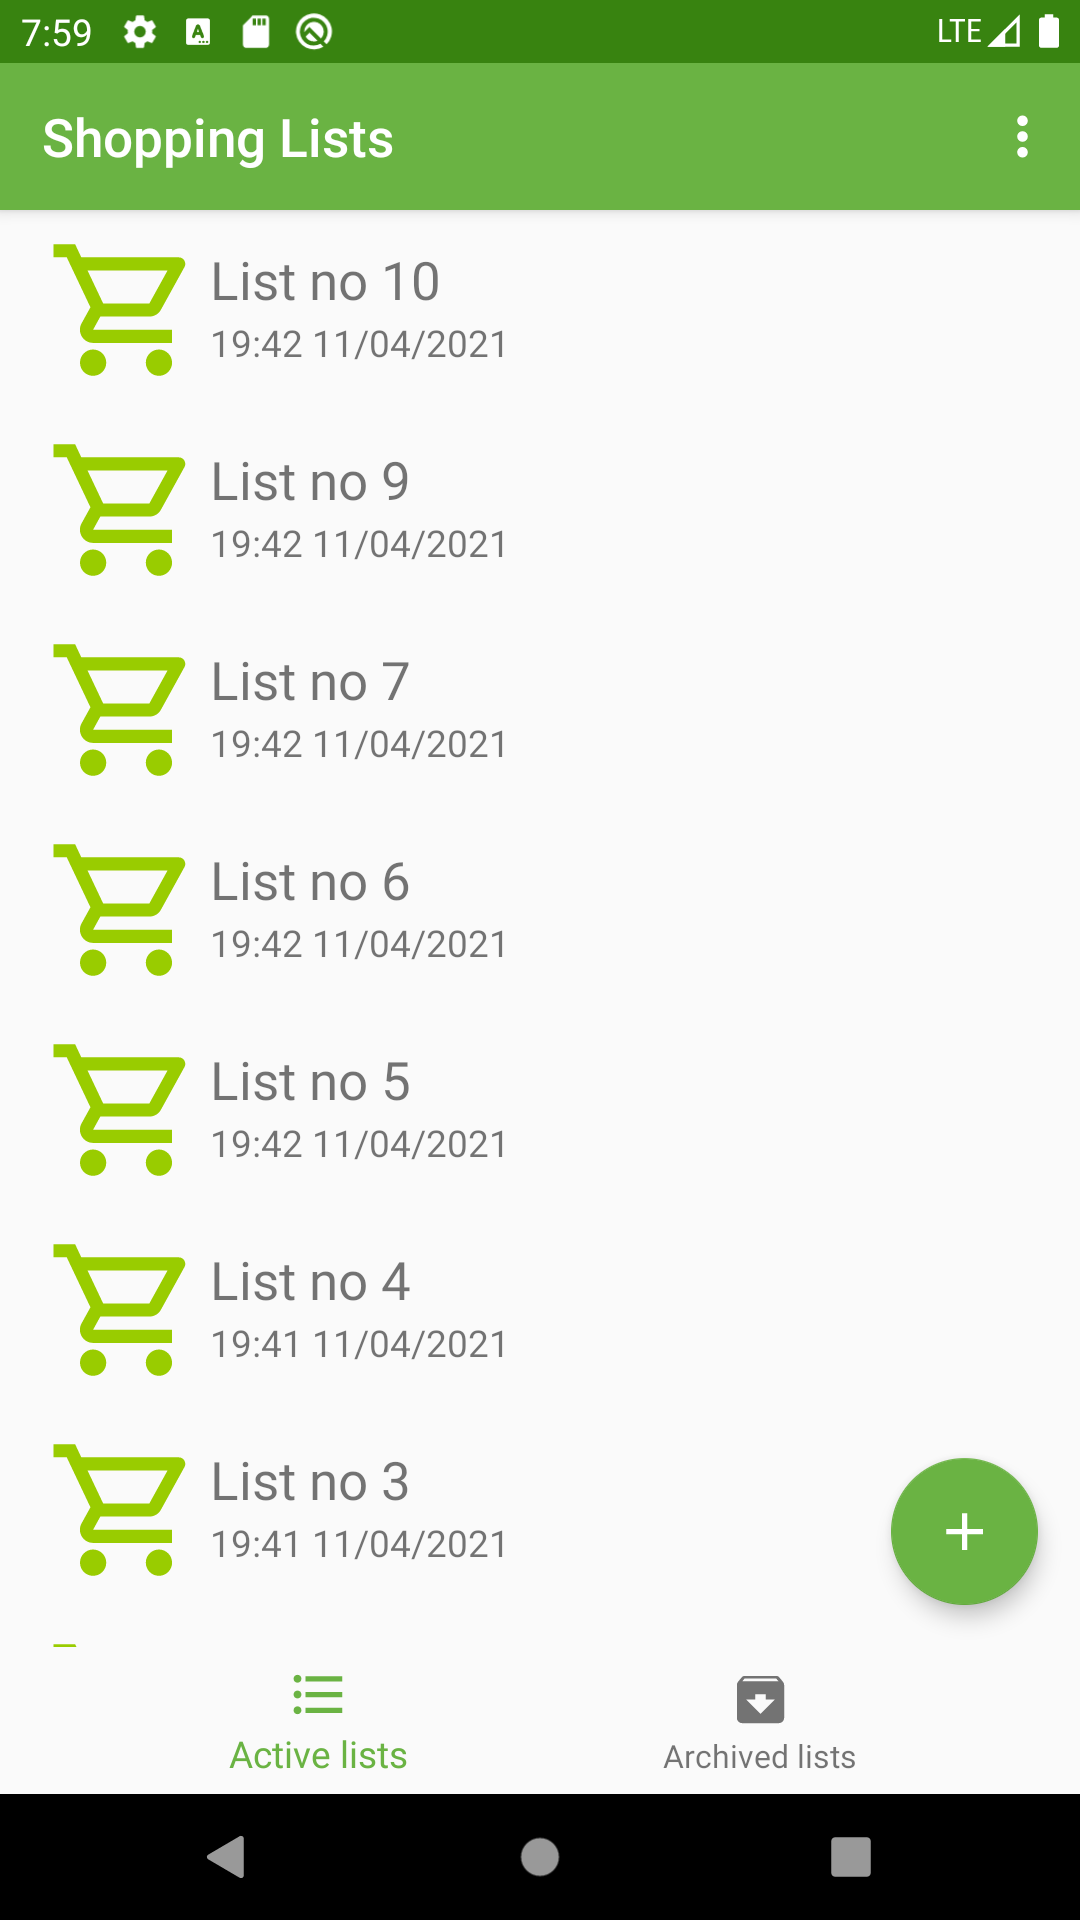 7:59
LTE
Shopping Lists
List no 10
19:42 11/04/2021
List no 9
19:42 11/04/2021
List no 7
19:42 11/04/2021
List no 6
19:42 11/04/2021
List no 5
19:42 11/04/2021
List no 4
19:41 11/04/2021
List no 3
19:41 11/04/2021
Active lists
Archived lists